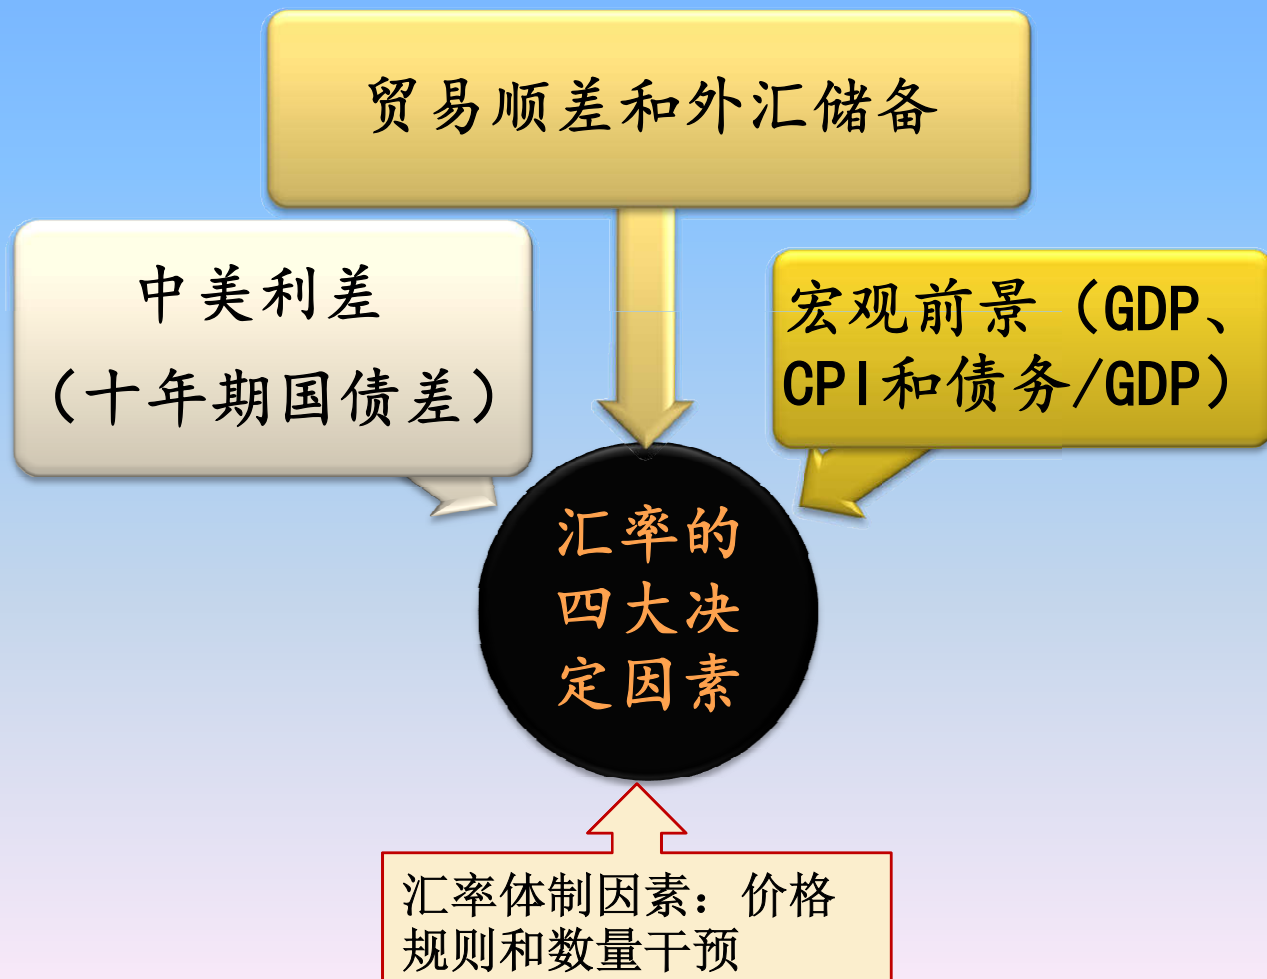 贸易顺差和外汇储备
中美利差
（十年期国债差）
宏观前景（GDP、
CPI和债务/GDP）
汇率的
四大决
定因素
汇率体制因素：价格
规则和数量干预